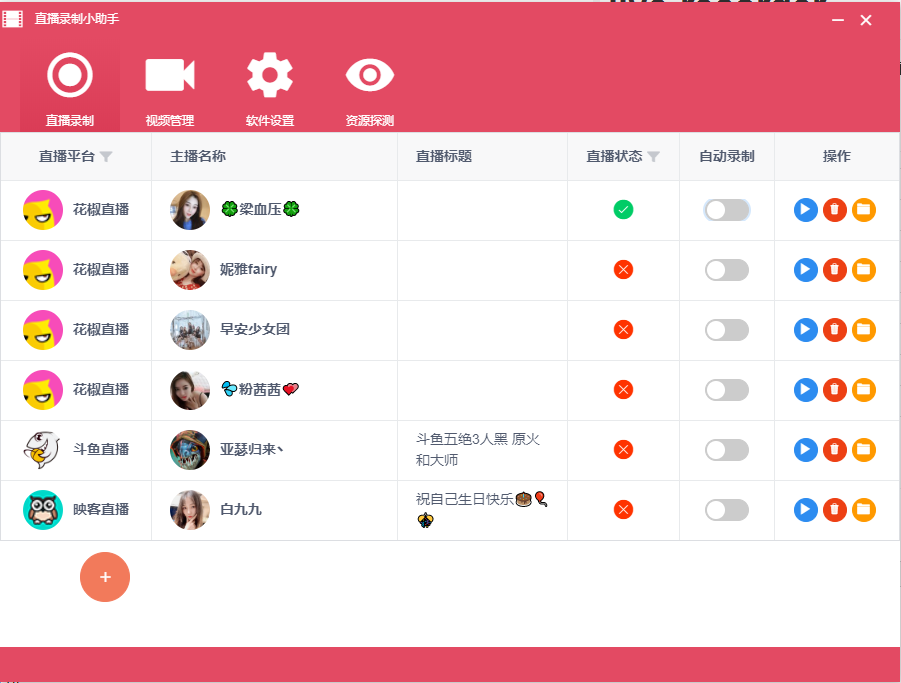 直播录制小助手
直播录制 视频管理 软件设置 资源探测
直播平台 主播名称 直播标题 直播状态 自动录制 操作
花椒直播 🍀梁血压🍀
花椒直播 妮雅fairy
花椒直播 早安少女团
花椒直播 💦粉茜茜💝
斗鱼直播 亚瑟归来丶 斗鱼五绝3人黑 原火
和大师
映客直播 白九九 祝自己生日快乐🎂🎈